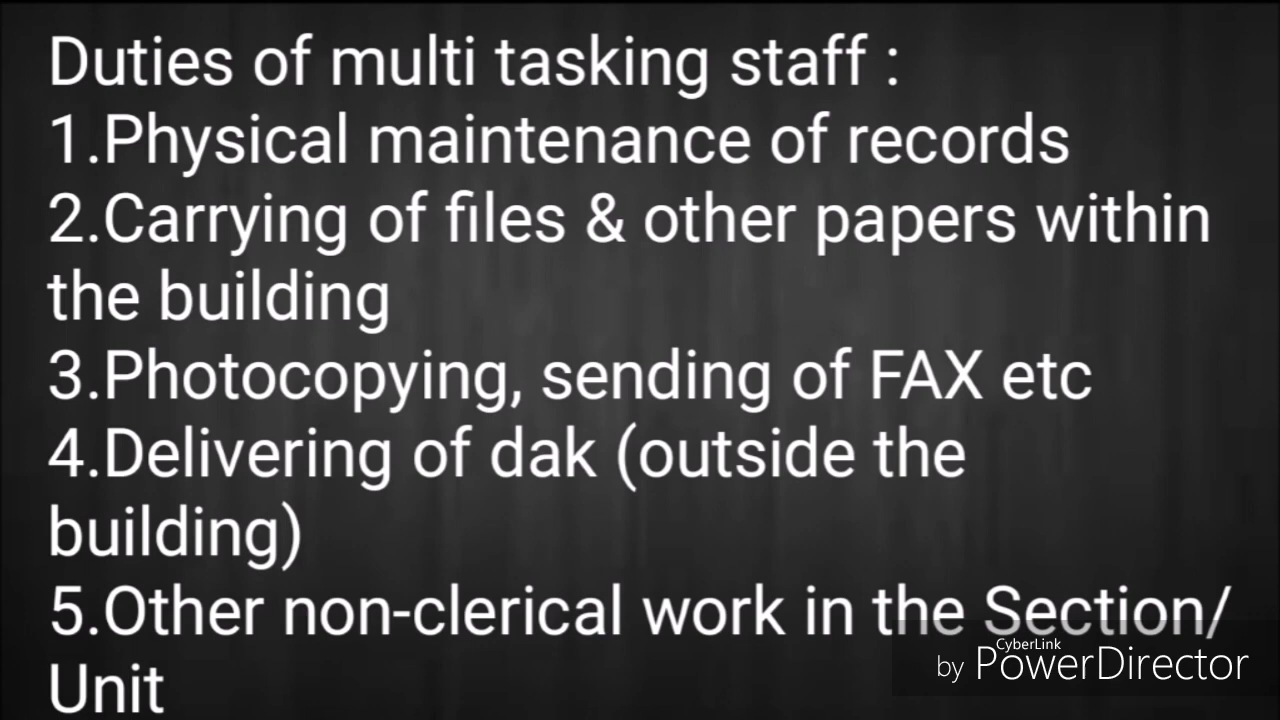 Duties of multi tasking staff :
1.Physical maintenance of records
2.Carrying of files & other papers within
the building
3.Photocopying, sending of FAX etc
4.Delivering of dak (outside the
building)
5.Other non-clerical work in the Section/
Unit
CyberLink
by PowerDirector